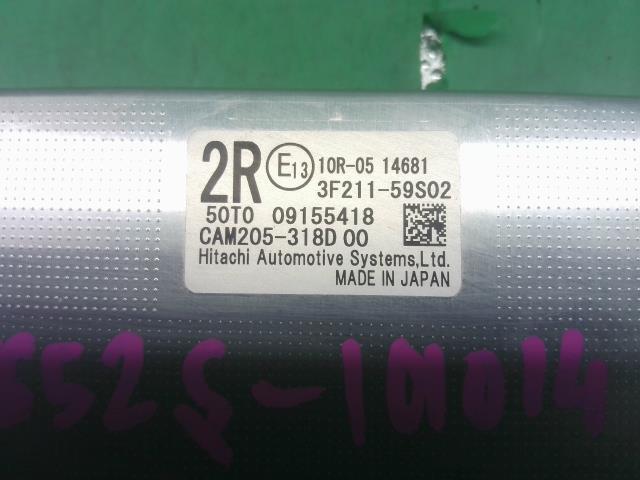 2R E13 10R-05 14681
3F211-59S02
50T0 09155418
CAM205-318D 00
Hitachi Automotive Systems,Ltd.
MADE IN JAPAN